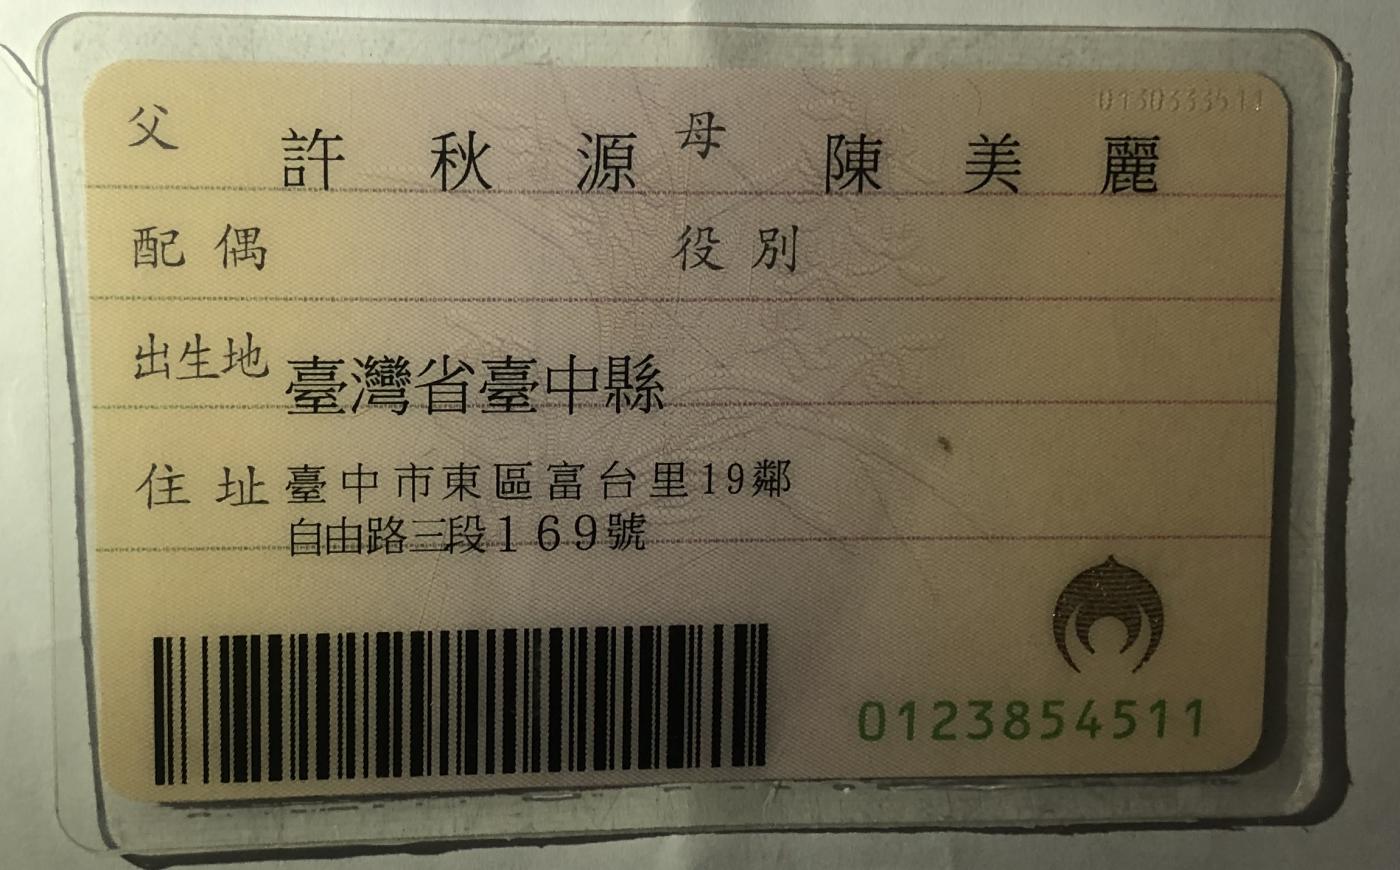 0130333511
父 許秋源 母 陳美麗
配偶 役別
出生地 臺灣省臺中縣
住址 臺中市東區富台里19鄰
自由路三段169號
0123854511